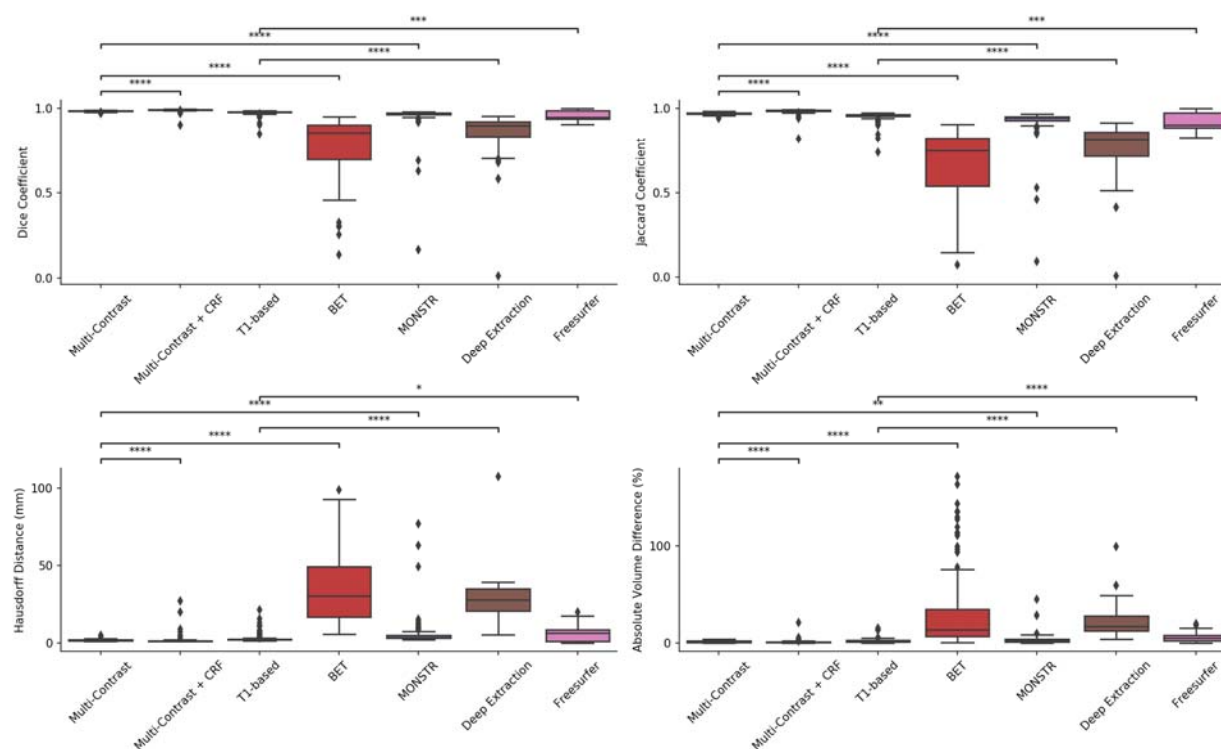 ***
****
****
****
****
1.0
0.5
0.0
Dice Coefficient
Multi-Contrast
Multi-Contrast + CRF
T1-based
BET
MONSTR
Deep Extraction
Freesurfer
***
****
****
****
****
1.0
0.5
0.0
Jaccard Coefficient
Multi-Contrast
Multi-Contrast + CRF
T1-based
BET
MONSTR
Deep Extraction
Freesurfer
*
****
****
****
****
100
50
0
Hausdorff Distance (mm)
Multi-Contrast
Multi-Contrast + CRF
T1-based
BET
MONSTR
Deep Extraction
Freesurfer
****
**
****
****
****
100
0
Absolute Volume Difference (%)
Multi-Contrast
Multi-Contrast + CRF
T1-based
BET
MONSTR
Deep Extraction
Freesurfer